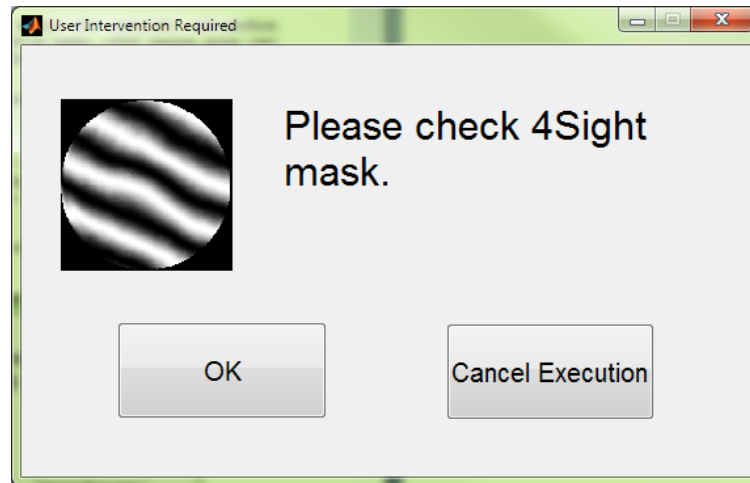 User Intervention Required
Please check 4Sight
mask.
OK
Cancel Execution